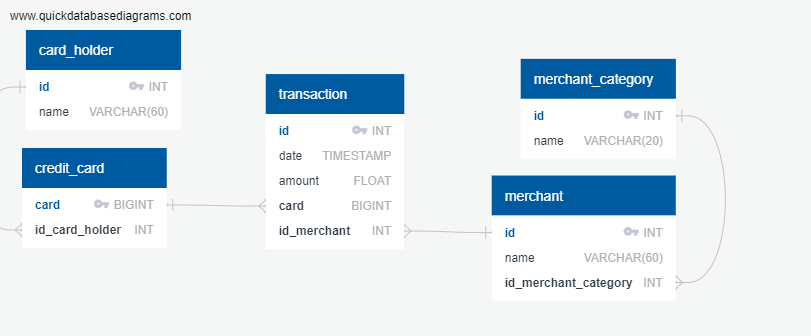 www.quickdatabasediagrams.com
card_holder
id INT
name VARCHAR(60)
credit_card
card BIGINT
id_card_holder INT
transaction
id INT
date TIMESTAMP
amount FLOAT
card BIGINT
id_merchant INT
merchant_category
id INT
name VARCHAR(20)
merchant
id INT
name VARCHAR(60)
id_merchant_category INT